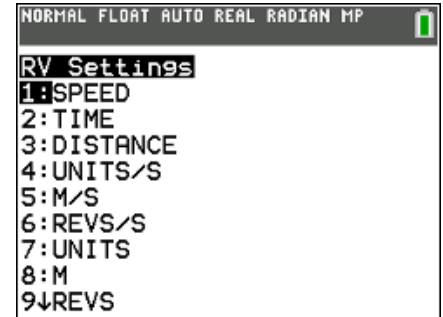 NORMAL FLOAT AUTO REAL RADIAN MP
RV Settings
1:SPEED
2:TIME
3:DISTANCE
4:UNITS/S
5:M/S
6:REVS/S
7:UNITS
8:M
9↓REVS